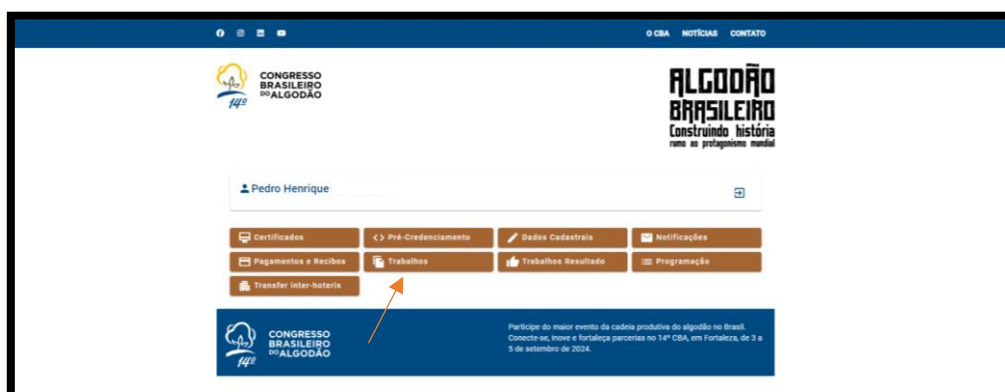 O CBA NOTÍCIAS CONTATO
CONGRESSO
BRASILEIRO
DO ALGODÃO
14º
ALGODÃO
BRASILEIRO
Construindo história
rumo ao protagonismo mundial
Pedro Henrique
Certificados
Pré-Credenciamento
Dados Cadastrais
Notificações
Pagamentos e Recibos
Trabalhos
Trabalhos Resultado
Programação
Transfer inter-hoteris
CONGRESSO
BRASILEIRO
DO ALGODÃO
14º
Participe do maior evento da cadeia produtiva do algodão no Brasil.
Conecte-se, inove e fortaleça parcerias no 14º CBA, em Fortaleza, de 3 a
5 de setembro de 2024.